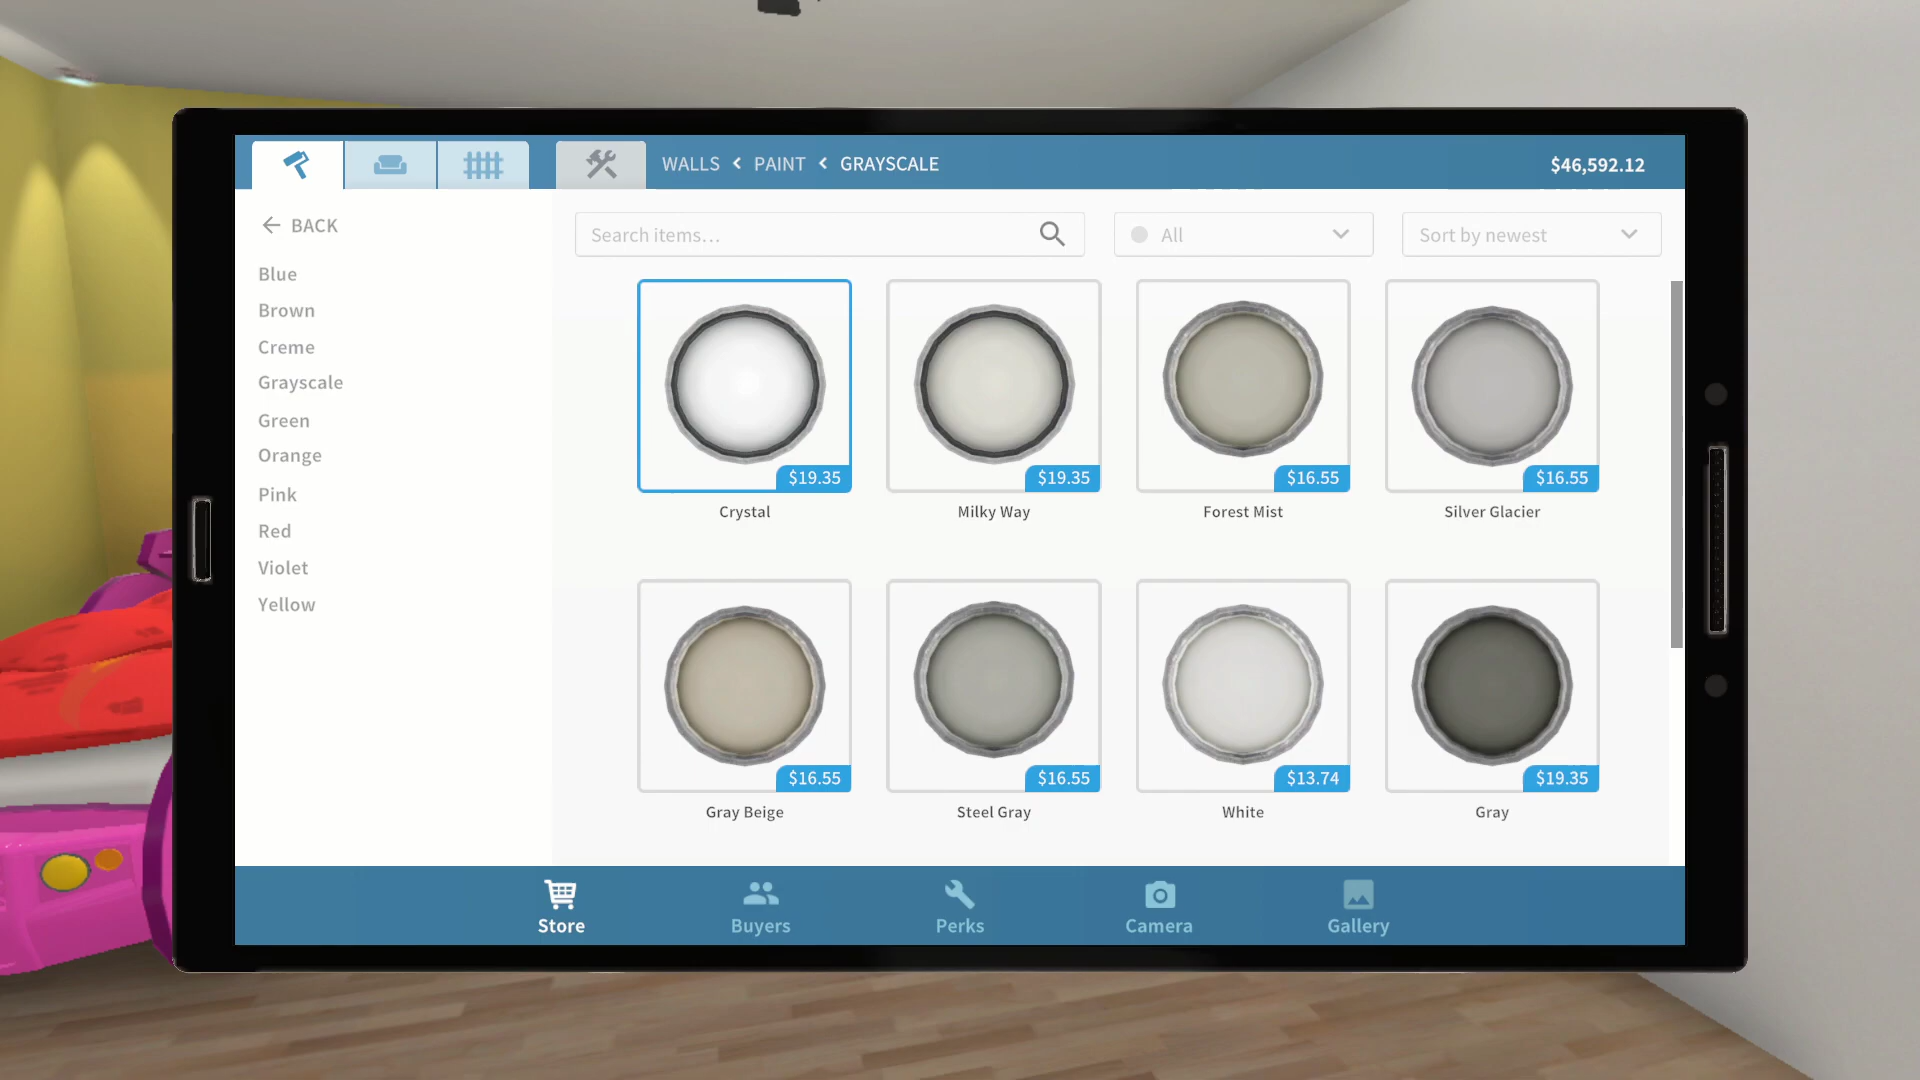 WALLS < PAINT < GRAYSCALE
$46,592.12
BACK
Blue
Brown
Creme
Grayscale
Green
Orange
Pink
Red
Violet
Yellow
Search items...
All
Sort by newest
$19.35
Crystal
$19.35
Milky Way
$16.55
Forest Mist
$16.55
Silver Glacier
$16.55
Gray Beige
$16.55
Steel Gray
$13.74
White
$19.35
Gray
Store
Buyers
Perks
Camera
Gallery